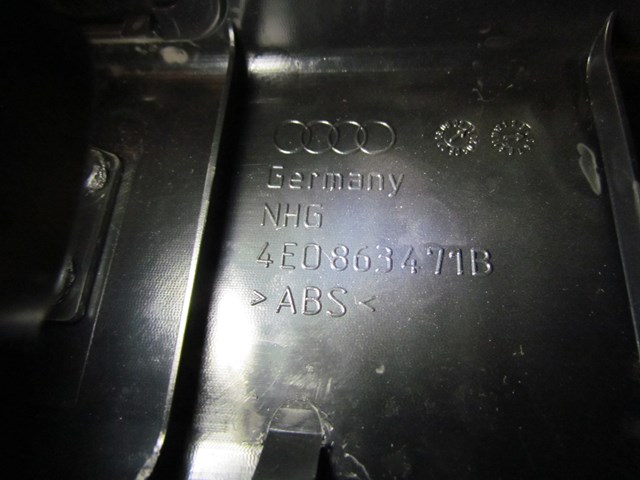 Germany
NHG
4E0863471B
>ABS<